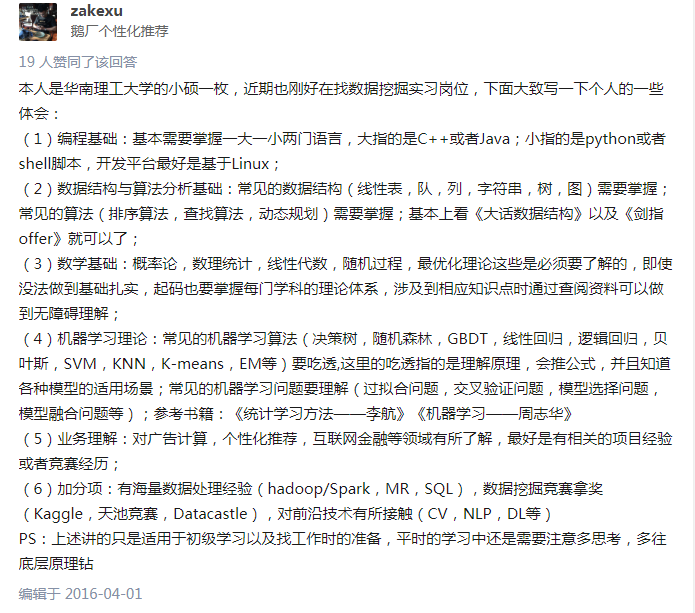 zakexu
鹅厂个性化推荐
19 人赞同了该回答
本人是华南理工大学的小硕一枚，近期也刚好在找数据挖掘实习岗位，下面大致写一下个人的一些
体会：
（1）编程基础：基本需要掌握一大一小两门语言，大指的是C++或者Java；小指的是python或者
shell脚本，开发平台最好是基于Linux；
（2）数据结构与算法分析基础：常见的数据结构（线性表，队，列，字符串，树，图）需要掌握；
常见的算法（排序算法，查找算法，动态规划）需要掌握；基本上看《大话数据结构》以及《剑指
offer》就可以了；
（3）数学基础：概率论，数理统计，线性代数，随机过程，最优化理论这些是必须要了解的，即使
没法做到基础扎实，起码也要掌握每门学科的理论体系，涉及到相应知识点时通过查阅资料可以做
到无障碍理解；
（4）机器学习理论：常见的机器学习算法（决策树，随机森林，GBDT，线性回归，逻辑回归，贝
叶斯，SVM，KNN，K-means，EM等）要吃透,这里的吃透指的是理解原理，会推公式，并且知道
各种模型的适用场景；常见的机器学习问题要理解（过拟合问题，交叉验证问题，模型选择问题，
模型融合问题等）；参考书籍：《统计学习方法——李航》《机器学习——周志华》
（5）业务理解：对广告计算，个性化推荐，互联网金融等领域有所了解，最好是有相关的项目经验
或者竞赛经历；
（6）加分项：有海量数据处理经验（hadoop/Spark，MR，SQL），数据挖掘竞赛拿奖
（Kaggle，天池竞赛，Datacastle），对前沿技术有所接触（CV，NLP，DL等）
PS：上述讲的只是适用于初级学习以及找工作时的准备，平时的学习中还是需要注意多思考，多往
底层原理钻
编辑于 2016-04-01